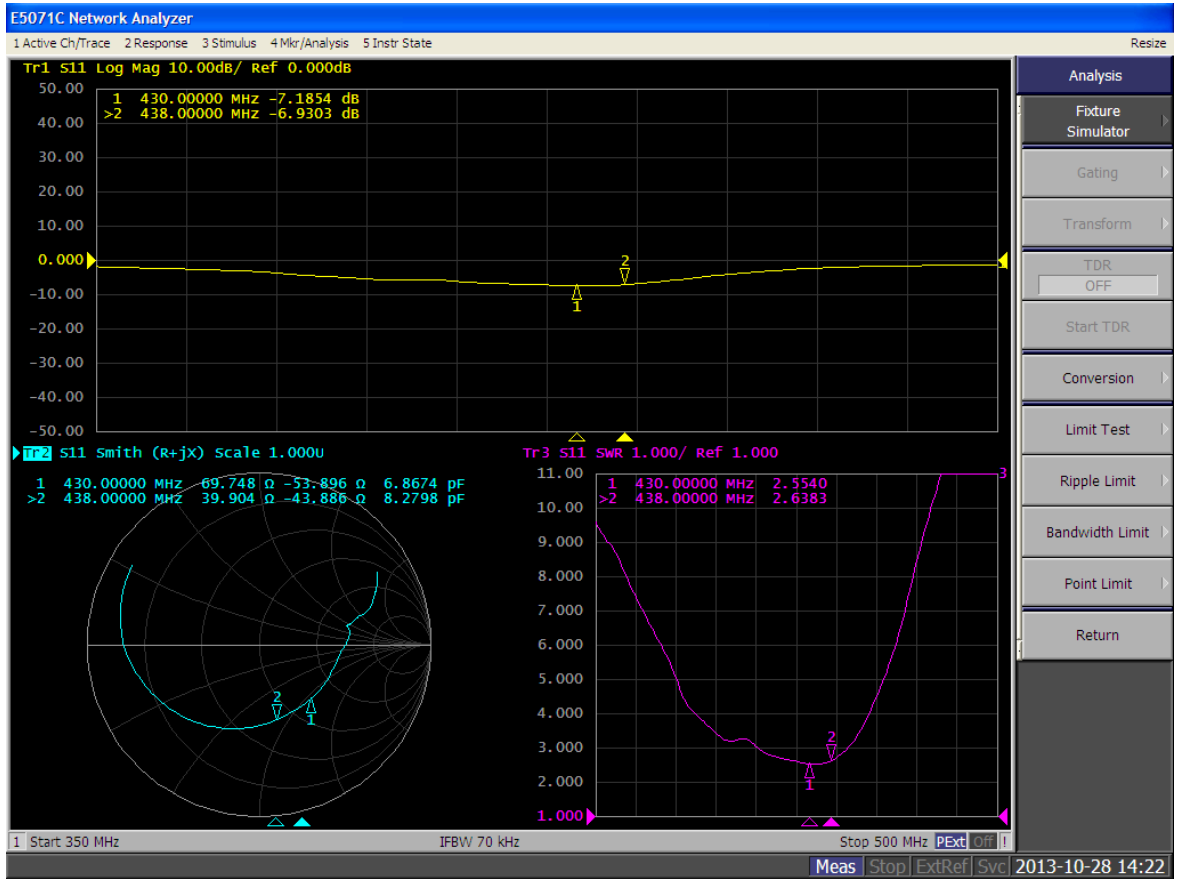 E5071C Network Analyzer
1 Active Ch/Trace 2 Response 3 Stimulus 4 Mkr/Analysis 5 Instr State Resize
Tr1 S11 Log Mag 10.00dB/ Ref 0.000dB
1 430.00000 MHz -7.1854 dB
>2 438.00000 MHz -6.9303 dB
50.00
40.00
30.00
20.00
10.00
0.000
-10.00
-20.00
-30.00
-40.00
-50.00
2
1
1
Tr2 S11 Smith (R+jX) Scale 1.000U
1 430.00000 MHz 69.748 Ω -53.896 Ω 6.8674 pF
>2 438.00000 MHz 39.904 Ω -43.886 Ω 8.2798 pF
2
1
Tr3 S11 SWR 1.000/ Ref 1.000
1 430.00000 MHz 2.5540
>2 438.00000 MHz 2.6383
11.00
10.00
9.000
8.000
7.000
6.000
5.000
4.000
3.000
2.000
1.000
3
2
1
Analysis
Fixture
Simulator
Gating
Transform
TDR
OFF
Start TDR
Conversion
Limit Test
Ripple Limit
Bandwidth Limit
Point Limit
Return
1 Start 350 MHz IFBW 70 kHz Stop 500 MHz PExt Off !
Meas Stop ExtRef Svc 2013-10-28 14:22